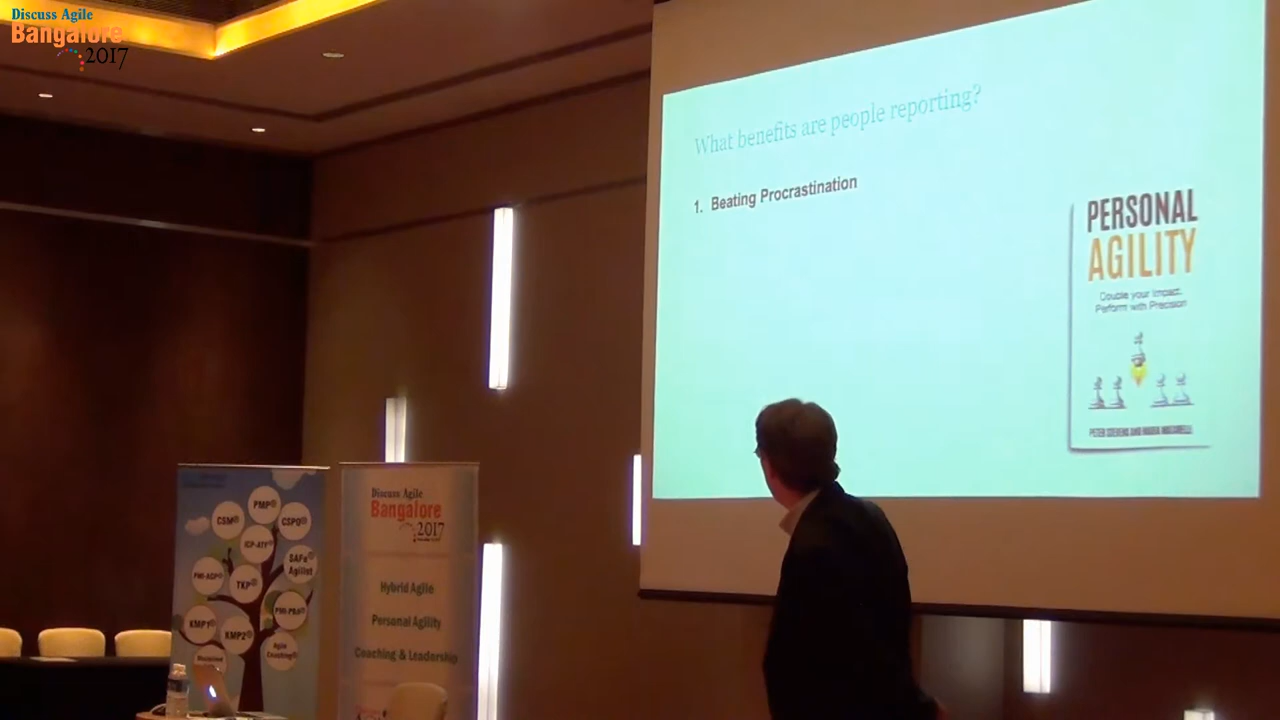 Discuss Agile
Bangalore
2017
What benefits are people reporting?
1. Beating Procrastination
PERSONAL
AGILITY
Double your Impact.
Perform with Precision
PETER STEVENS AND MARIA MATARELLI
PMP®
CSM®
CSPO®
ICP-ATF®
SAFe®
Agilist
PMI-ACP®
TKP®
PMI-PBA®
KMP1®
KMP2®
Agile
Coaching®
Discuss Agile
Bangalore
2017
Hybrid Agile
Personal Agility
Coaching & Leadership